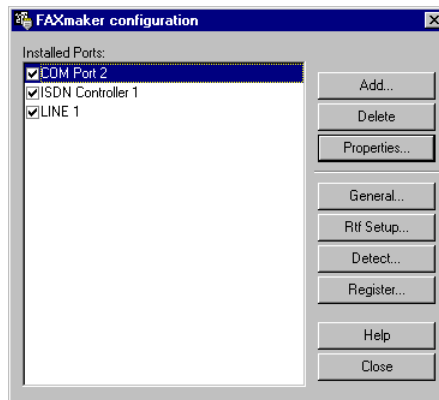 FAXmaker configuration
Installed Ports:
COM Port 2
ISDN Controller 1
LINE 1
Add...
Delete
Properties...
General...
Rtf Setup...
Detect...
Register...
Help
Close